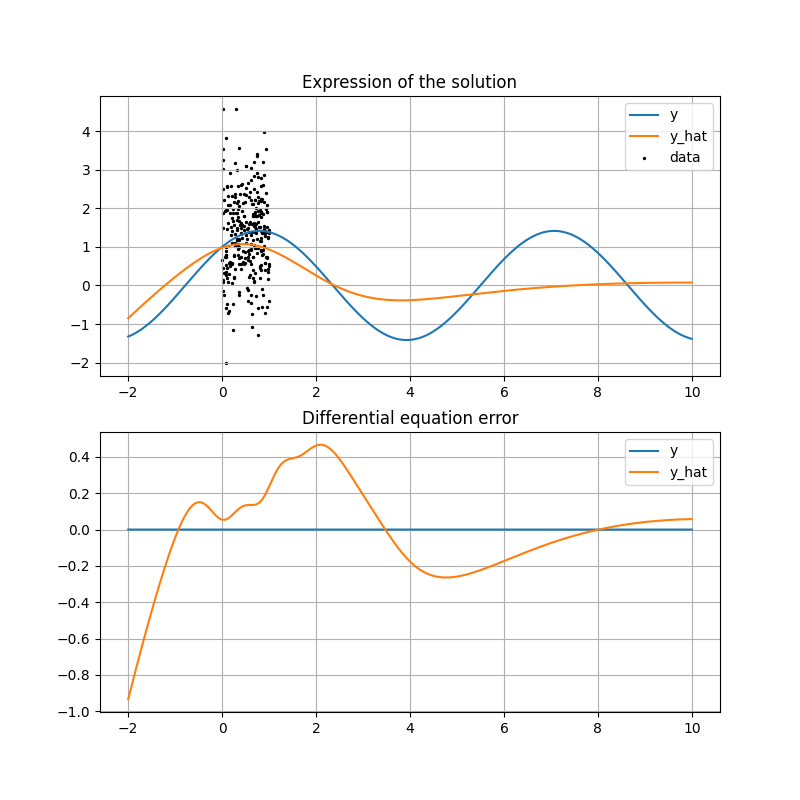 Expression of the solution
y
y_hat
data
4
3
2
1
0
−1
−2
−2 0 2 4 6 8 10
Differential equation error
y
y_hat
0.4
0.2
0.0
−0.2
−0.4
−0.6
−0.8
−1.0
−2 0 2 4 6 8 10